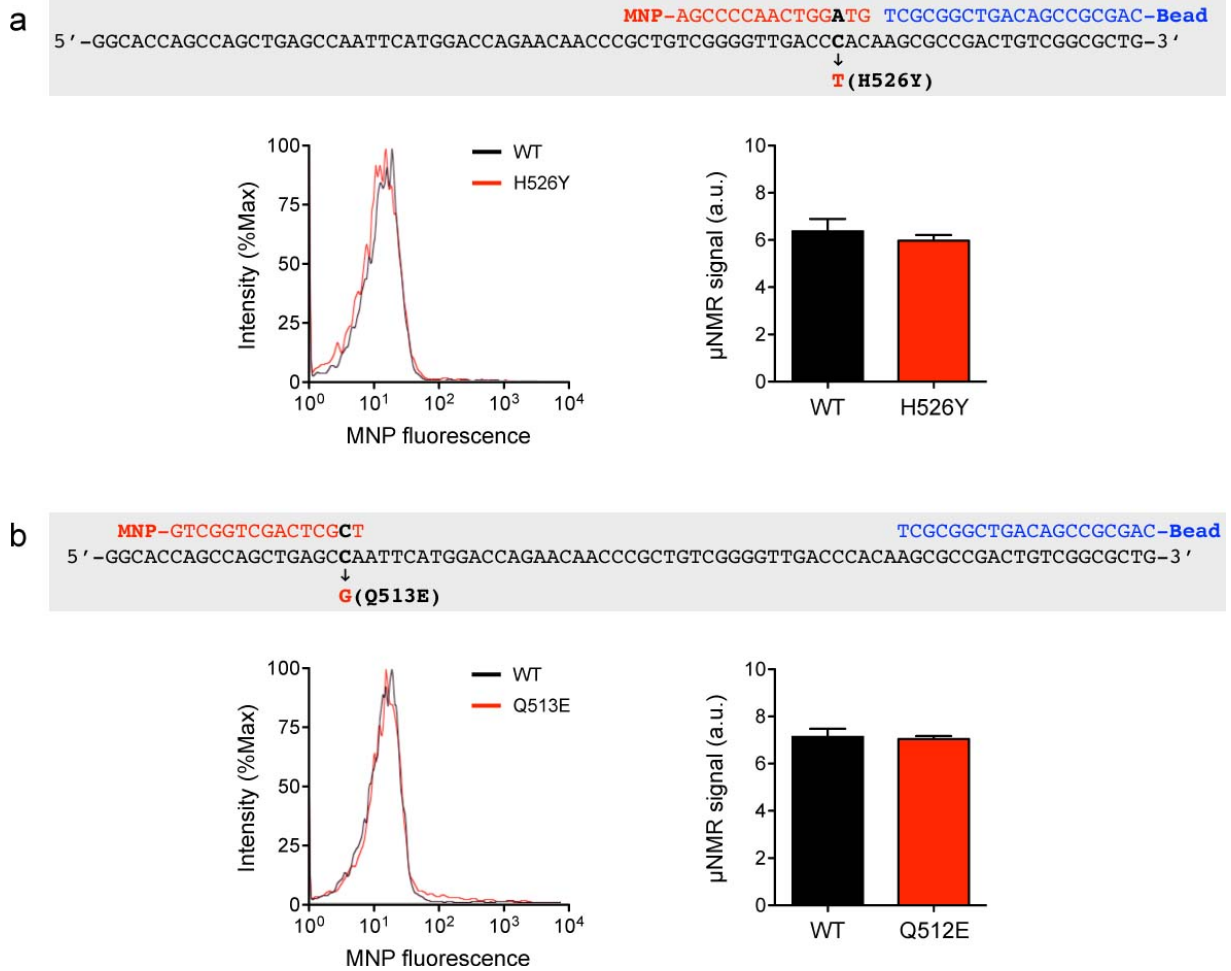 a
MNP-AGCCCCAACTGGATG TCGCGGCTGACAGCCGCGAC-Bead
5'-GGCACCAGCCAGCTGAGCCAATTCATGGACCAGAACAACCCGCTGTCGGGGTTGACCCACAAGCGCCGACTGTCGGCGCTG-3'
↓
T(H526Y)
100
75
50
25
0
Intensity (%Max)
10⁰ 10¹ 10² 10³ 10⁴
MNP fluorescence
WT
H526Y
10
8
6
4
2
0
µNMR signal (a.u.)
WT H526Y
b
MNP-GTCGGTCGACTCGCT TCGCGGCTGACAGCCGCGAC-Bead
5'-GGCACCAGCCAGCTGAGCCAATTCATGGACCAGAACAACCCGCTGTCGGGGTTGACCCACAAGCGCCGACTGTCGGCGCTG-3'
↓
G(Q513E)
100
75
50
25
0
Intensity (%Max)
10⁰ 10¹ 10² 10³ 10⁴
MNP fluorescence
WT
Q513E
10
8
6
4
2
0
µNMR signal (a.u.)
WT Q512E